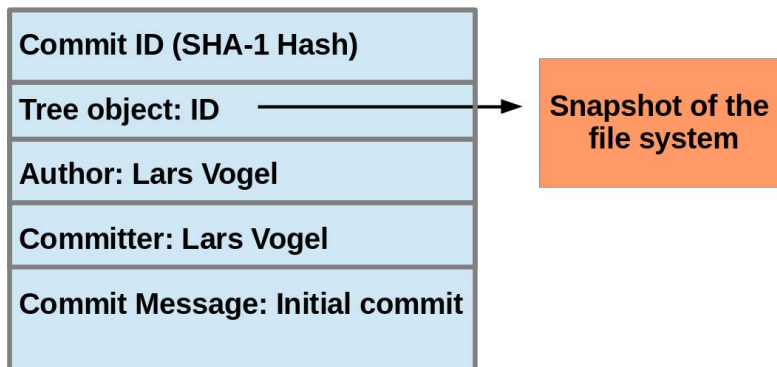 Commit ID (SHA-1 Hash)
Tree object: ID
Snapshot of the
file system
Author: Lars Vogel
Committer: Lars Vogel
Commit Message: Initial commit